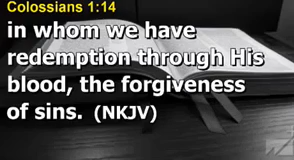 Colossians 1:14
in whom we have
redemption through His
blood, the forgiveness
of sins. (NKJV)